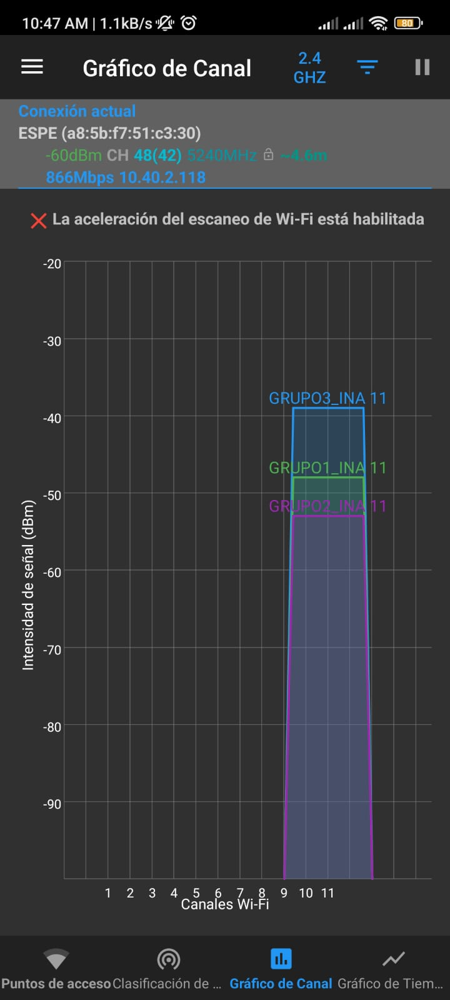 10:47 AM | 1.1kB/s
80
Gráfico de Canal
2.4
GHZ
Conexión actual
ESPE (a8:5b:f7:51:c3:30)
-60dBm CH 48(42) 5240MHz ~4.6m
866Mbps 10.40.2.118
La aceleración del escaneo de Wi-Fi está habilitada
-20
-30
GRUPO3_INA 11
-40
GRUPO1_INA 11
-50
GRUPO2_INA 11
-60
-70
-80
-90
Intensidad de señal (dBm)
1 2 3 4 5 6 7 8 9 10 11
Canales Wi-Fi
Puntos de acceso Clasificación de ... Gráfico de Canal Gráfico de Tiem...